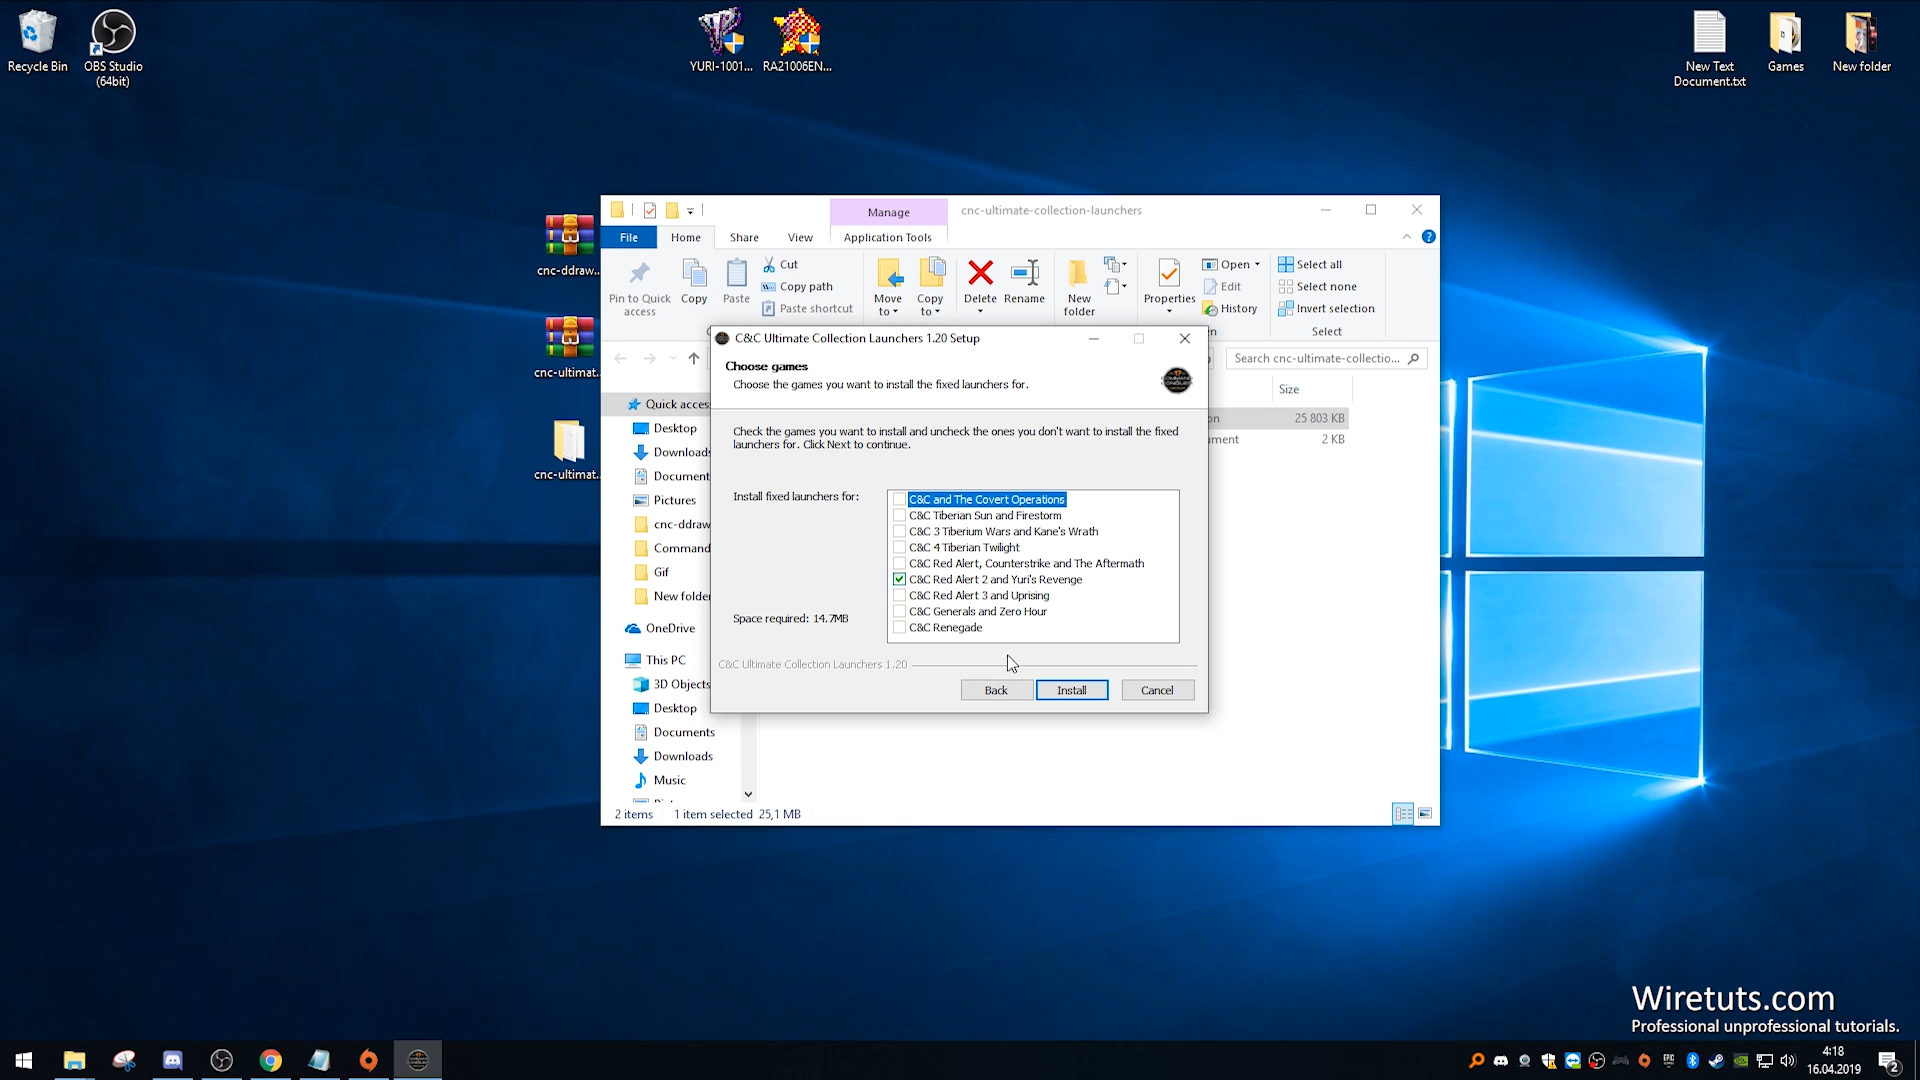 Recycle Bin
OBS Studio
(64bit)
YURI-1001...
RA21006EN...
New Text
Document.txt
Games
New folder
cnc-ddraw...
cnc-ultimat...
cnc-ultimat...
Manage
cnc-ultimate-collection-launchers
File
Home
Share
View
Application Tools
Pin to Quick
access
Copy
Paste
Cut
Copy path
Paste shortcut
Move
to
Copy
to
Delete
Rename
New
folder
Properties
Open
Edit
History
Select all
Select none
Invert selection
Select
Search cnc-ultimate-collectio...
Size
25 803 KB
2 KB
Quick acces
Desktop
Download
Document
Pictures
cnc-ddraw
Command
Gif
New folde
OneDrive
This PC
3D Objects
Desktop
Documents
Downloads
Music
2 items
1 item selected 25,1 MB
C&C Ultimate Collection Launchers 1.20 Setup
Choose games
Choose the games you want to install the fixed launchers for.
Check the games you want to install and uncheck the ones you don't want to install the fixed
launchers for. Click Next to continue.
Install fixed launchers for:
C&C and The Covert Operations
C&C Tiberian Sun and Firestorm
C&C 3 Tiberium Wars and Kane's Wrath
C&C 4 Tiberian Twilight
C&C Red Alert, Counterstrike and The Aftermath
C&C Red Alert 2 and Yuri's Revenge
C&C Red Alert 3 and Uprising
C&C Generals and Zero Hour
C&C Renegade
Space required: 14.7MB
C&C Ultimate Collection Launchers 1.20
Back
Install
Cancel
Wiretuts.com
Professional unprofessional tutorials.
4:18
16.04.2019
2